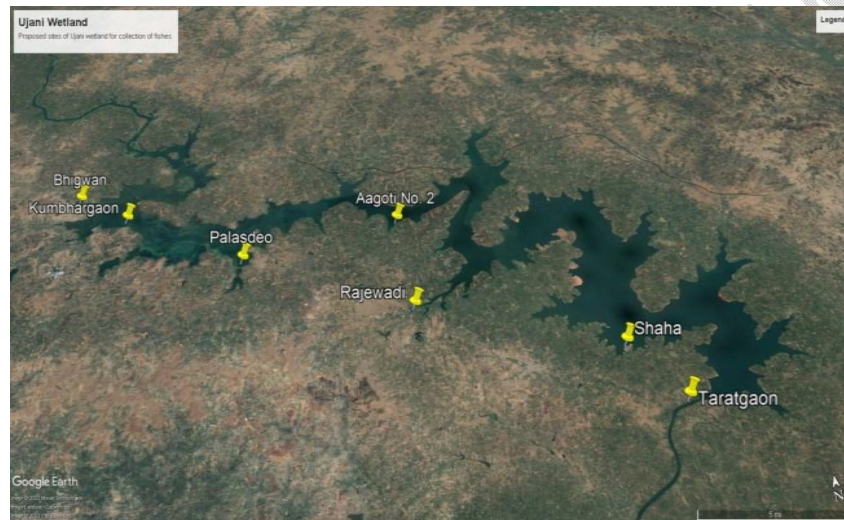 Ujani Wetland
Proposed sites of Ujani wetland for collection of fishes
Legend
Bhigwan
Kumbhargaon
Aagoti No. 2
Palasdeo
Rajewadi
Shaha
Taratgaon
Google Earth
N
5 mi